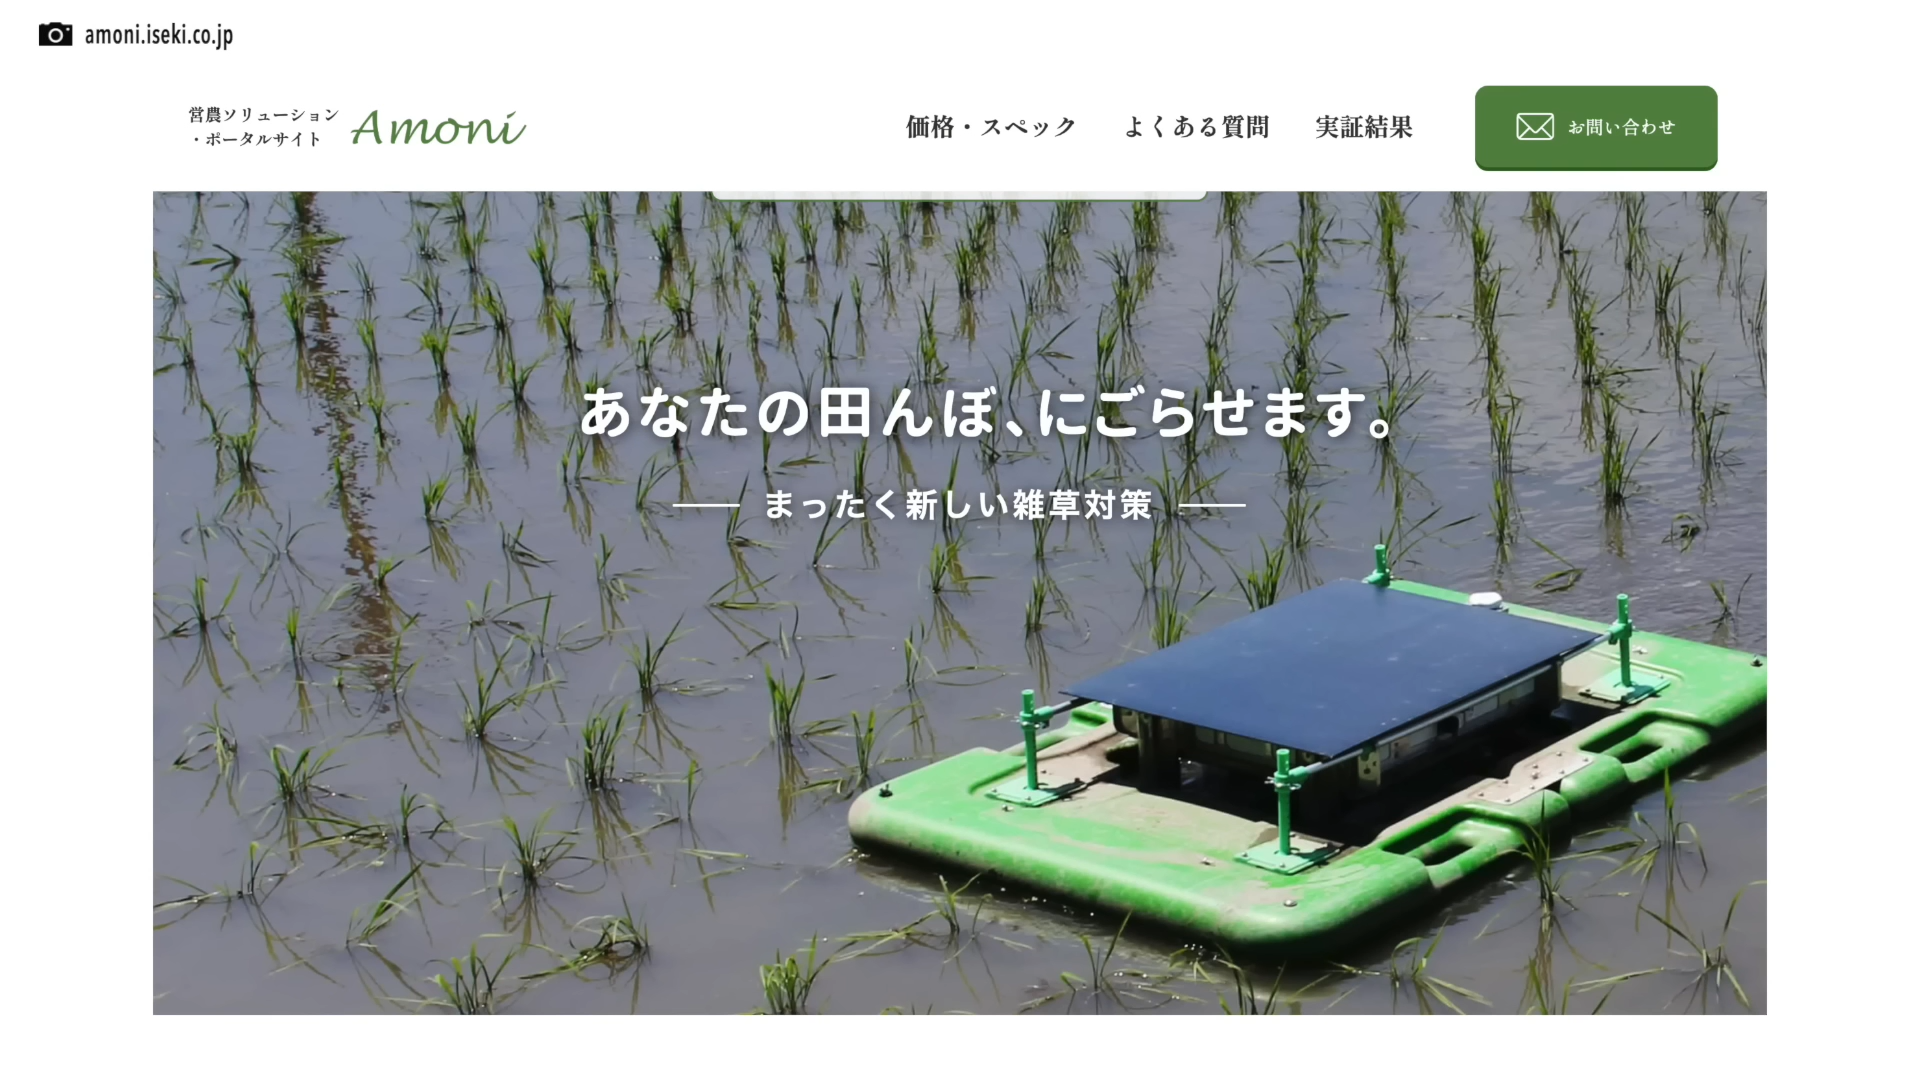 amoni.iseki.co.jp
営農ソリューション
・ポータルサイト
Amoni
価格・スペック
よくある質問
実証結果
お問い合わせ
あなたの田んぼ、にごらせます。
まったく新しい雑草対策